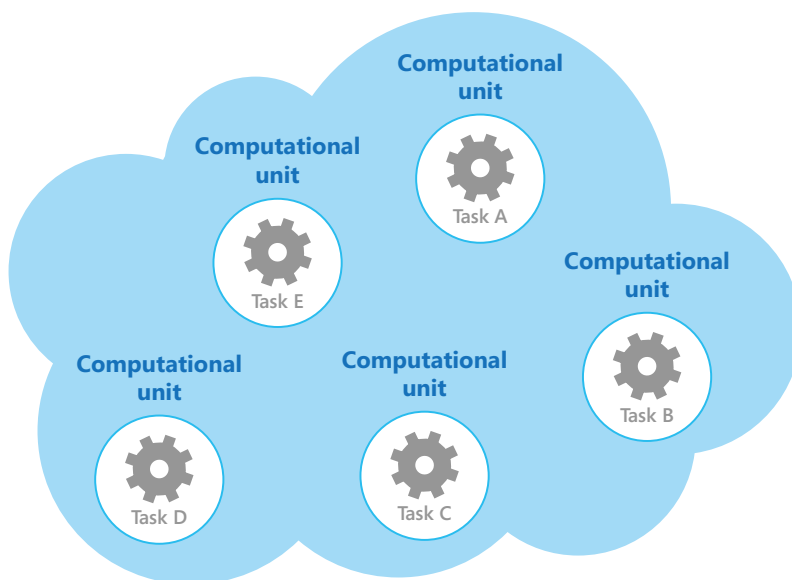 Computational
unit
Task A
Computational
unit
Task E
Computational
unit
Task B
Computational
unit
Task D
Computational
unit
Task C